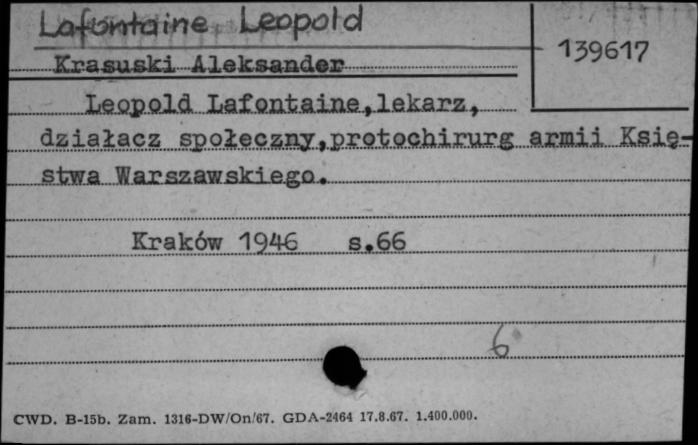 Lafontaine Leopold
139617
Krasuski Aleksander
Leopold Lafontaine,lekarz,
działacz społeczny,protochirurg armii Księ-
stwa Warszawskiego.
Kraków 1946 s.66
6
CWD. B-15b. Zam. 1316-DW/On/67. GDA-2464 17.8.67. 1.400.000.